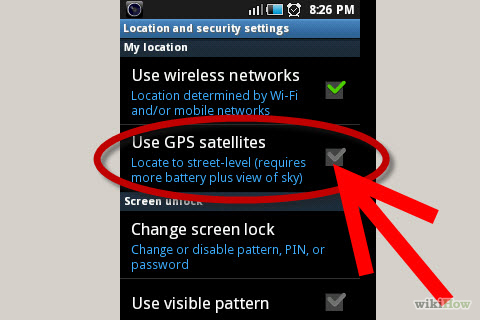 8:26 PM
Location and security settings
My location
Use wireless networks
Location determined by Wi-Fi
and/or mobile networks
Use GPS satellites
Locate to street-level (requires
more battery plus view of sky)
Screen unlock
Change screen lock
Change or disable pattern, PIN, or
password
Use visible pattern
wikiHow